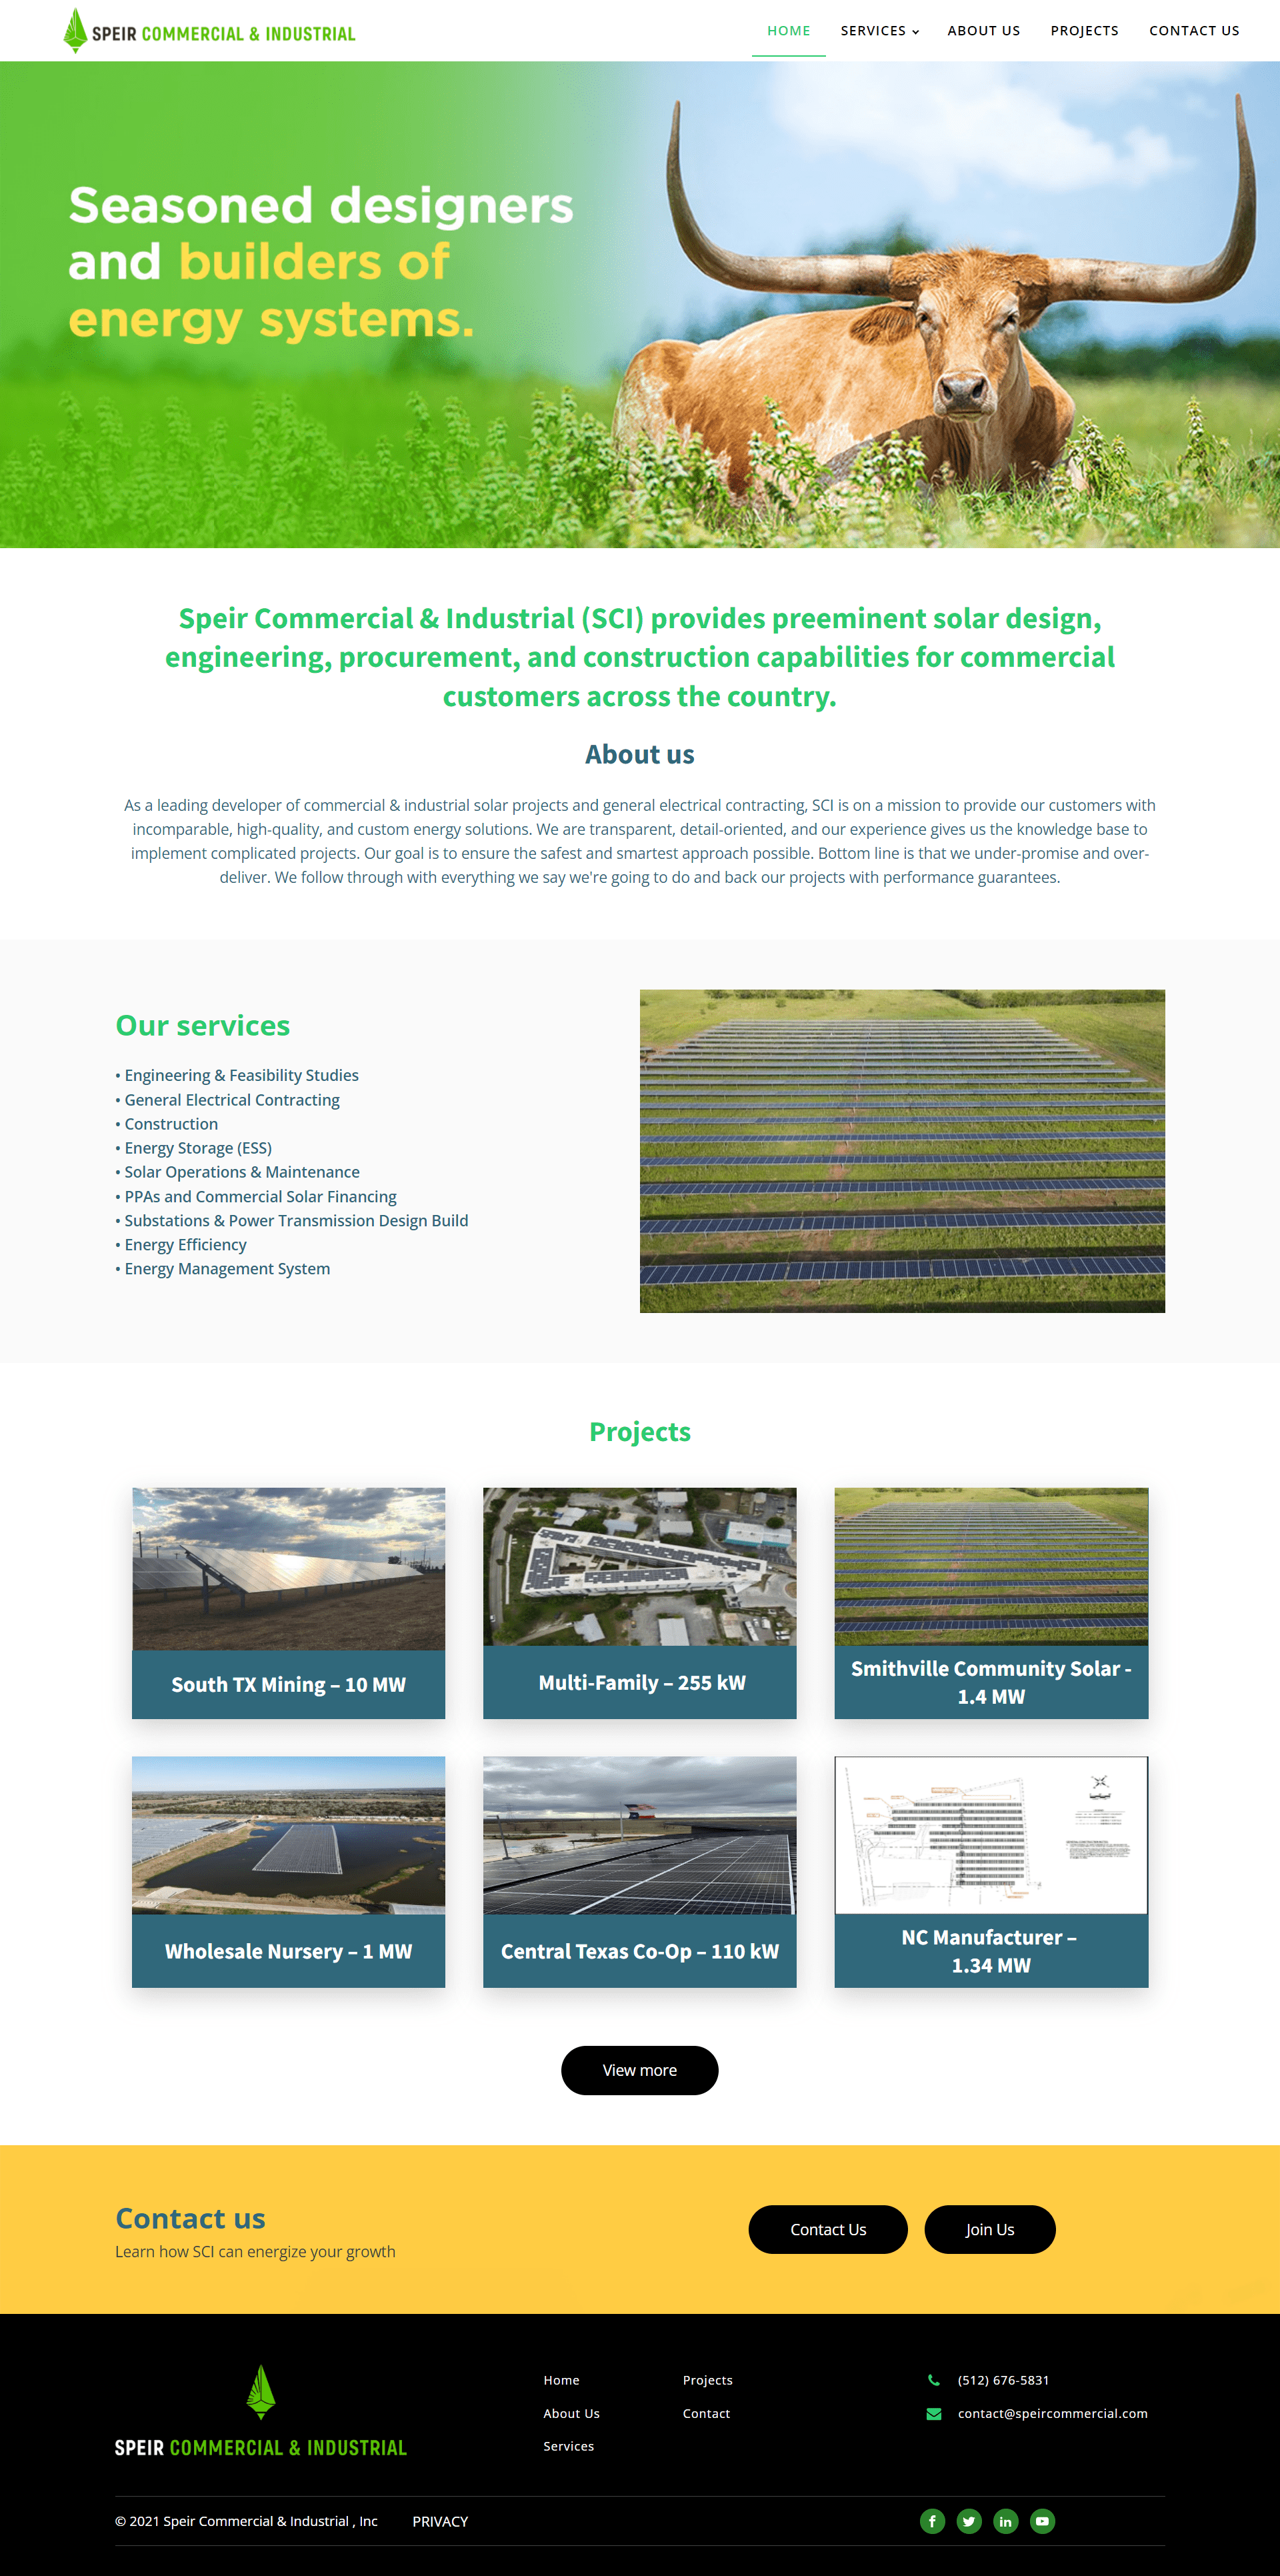 SPEIR COMMERCIAL & INDUSTRIAL
HOME
SERVICES
ABOUT US
PROJECTS
CONTACT US
Seasoned designers
and builders of
energy systems.
Speir Commercial & Industrial (SCI) provides preeminent solar design,
engineering, procurement, and construction capabilities for commercial
customers across the country.
About us
As a leading developer of commercial & industrial solar projects and general electrical contracting, SCI is on a mission to provide our customers with
incomparable, high-quality, and custom energy solutions. We are transparent, detail-oriented, and our experience gives us the knowledge base to
implement complicated projects. Our goal is to ensure the safest and smartest approach possible. Bottom line is that we under-promise and over-
deliver. We follow through with everything we say we're going to do and back our projects with performance guarantees.
Our services
• Engineering & Feasibility Studies
• General Electrical Contracting
• Construction
• Energy Storage (ESS)
• Solar Operations & Maintenance
• PPAs and Commercial Solar Financing
• Substations & Power Transmission Design Build
• Energy Efficiency
• Energy Management System
Projects
South TX Mining – 10 MW
Multi-Family – 255 kW
Smithville Community Solar -
1.4 MW
Wholesale Nursery – 1 MW
Central Texas Co-Op – 110 kW
NC Manufacturer –
1.34 MW
View more
Contact us
Learn how SCI can energize your growth
Contact Us
Join Us
SPEIR COMMERCIAL & INDUSTRIAL
Home
About Us
Services
Projects
Contact
(512) 676-5831
contact@speircommercial.com
© 2021 Speir Commercial & Industrial , Inc
PRIVACY